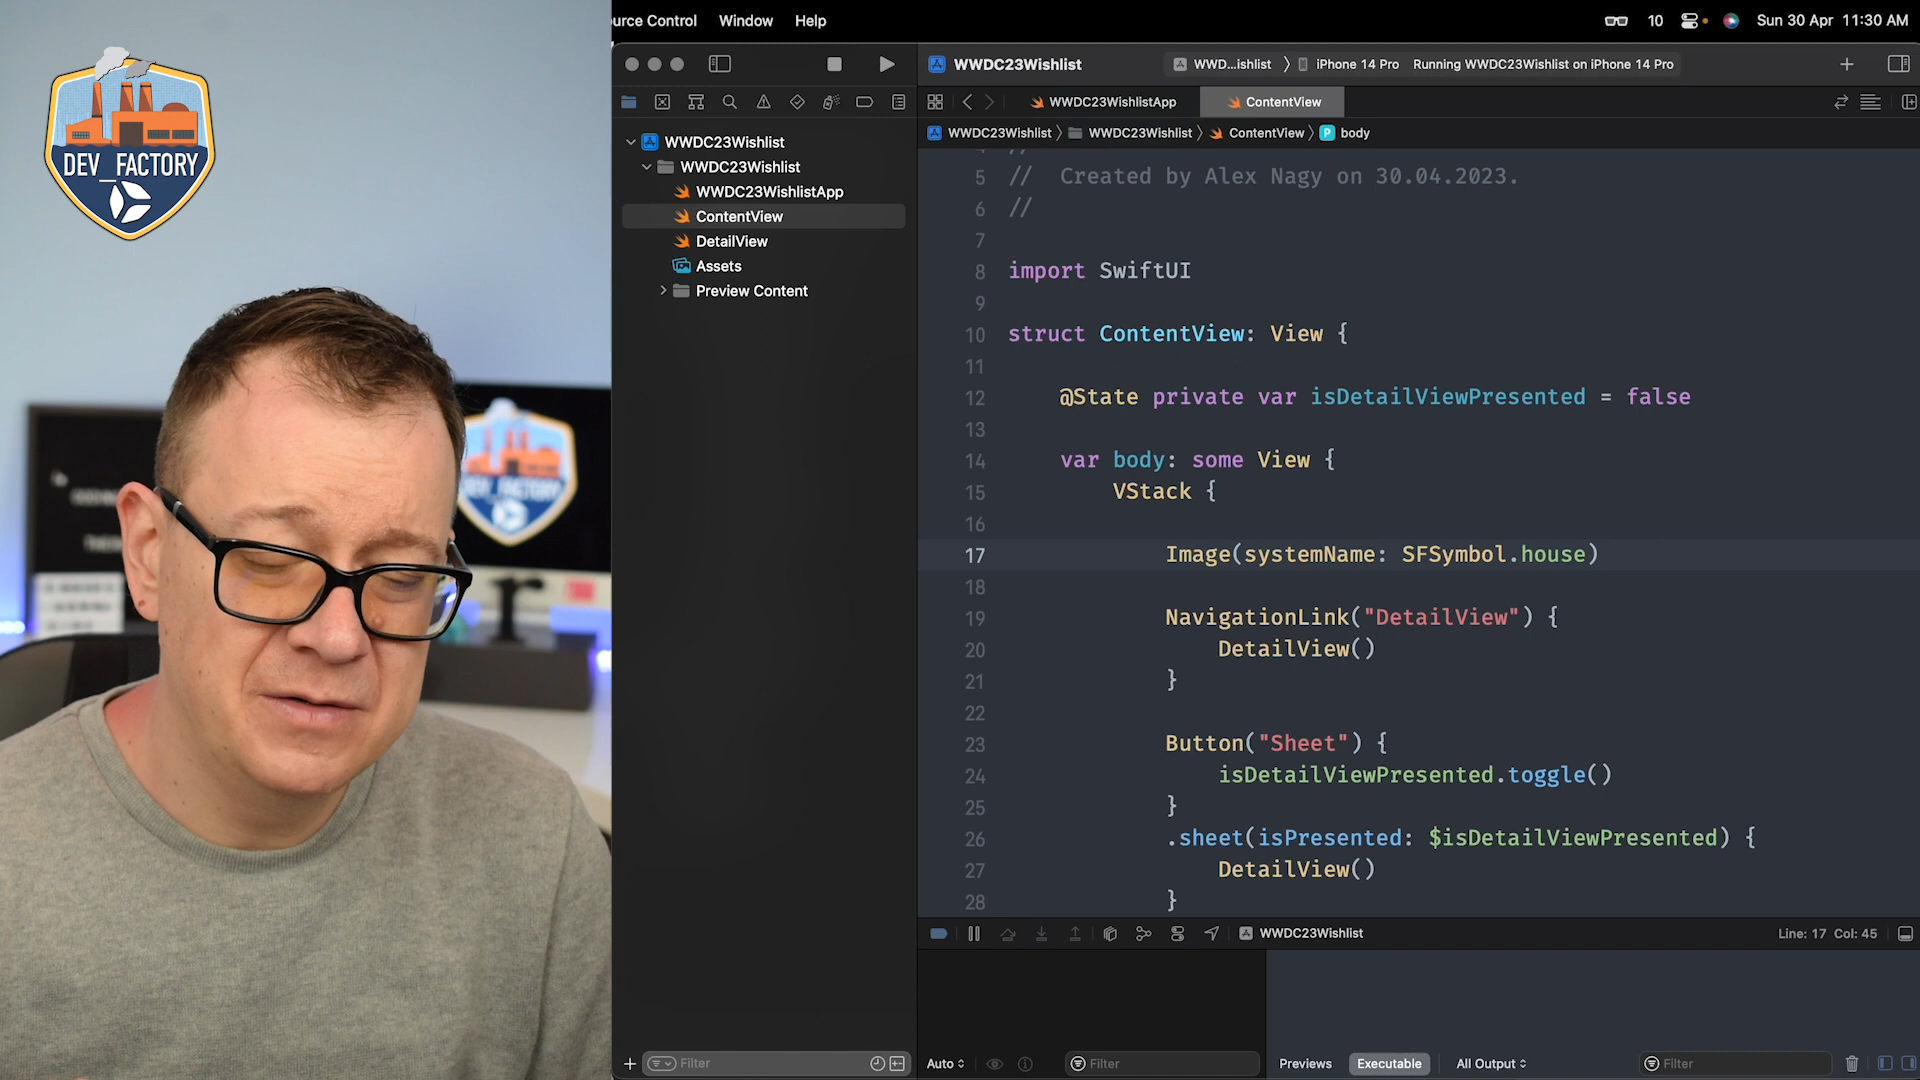 DEV_FACTORY
DEV_FACTORY
urce Control Window Help
10 Sun 30 Apr 11:30 AM
WWDC23Wishlist
WWD...ishlist 〉 iPhone 14 Pro Running WWDC23Wishlist on iPhone 14 Pro
WWDC23WishlistApp ContentView
WWDC23Wishlist 〉 WWDC23Wishlist 〉 ContentView 〉 P body
WWDC23Wishlist
WWDC23Wishlist
WWDC23WishlistApp
ContentView
DetailView
Assets
Preview Content
5 // Created by Alex Nagy on 30.04.2023.
6 //
7
8 import SwiftUI
9
10 struct ContentView: View {
11
12 @State private var isDetailViewPresented = false
13
14 var body: some View {
15 VStack {
16
17 Image(systemName: SFSymbol.house)
18
19 NavigationLink("DetailView") {
20 DetailView()
21 }
22
23 Button("Sheet") {
24 isDetailViewPresented.toggle()
25 }
26 .sheet(isPresented: $isDetailViewPresented) {
27 DetailView()
28 }
WWDC23Wishlist
Line: 17 Col: 45
Filter
Auto
Filter
Previews Executable All Output
Filter